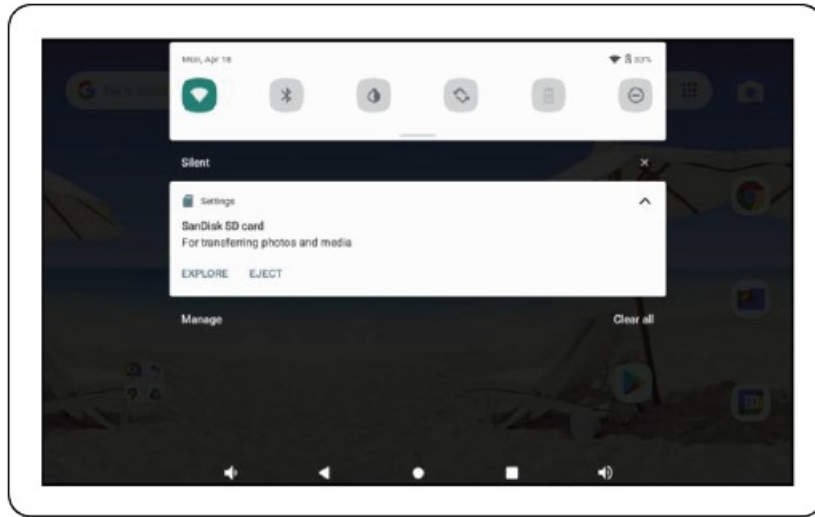 Mon, Apr 18
Silent
Settings
SanDisk SD card
For transferring photos and media
EXPLORE EJECT
Manage
Clear all